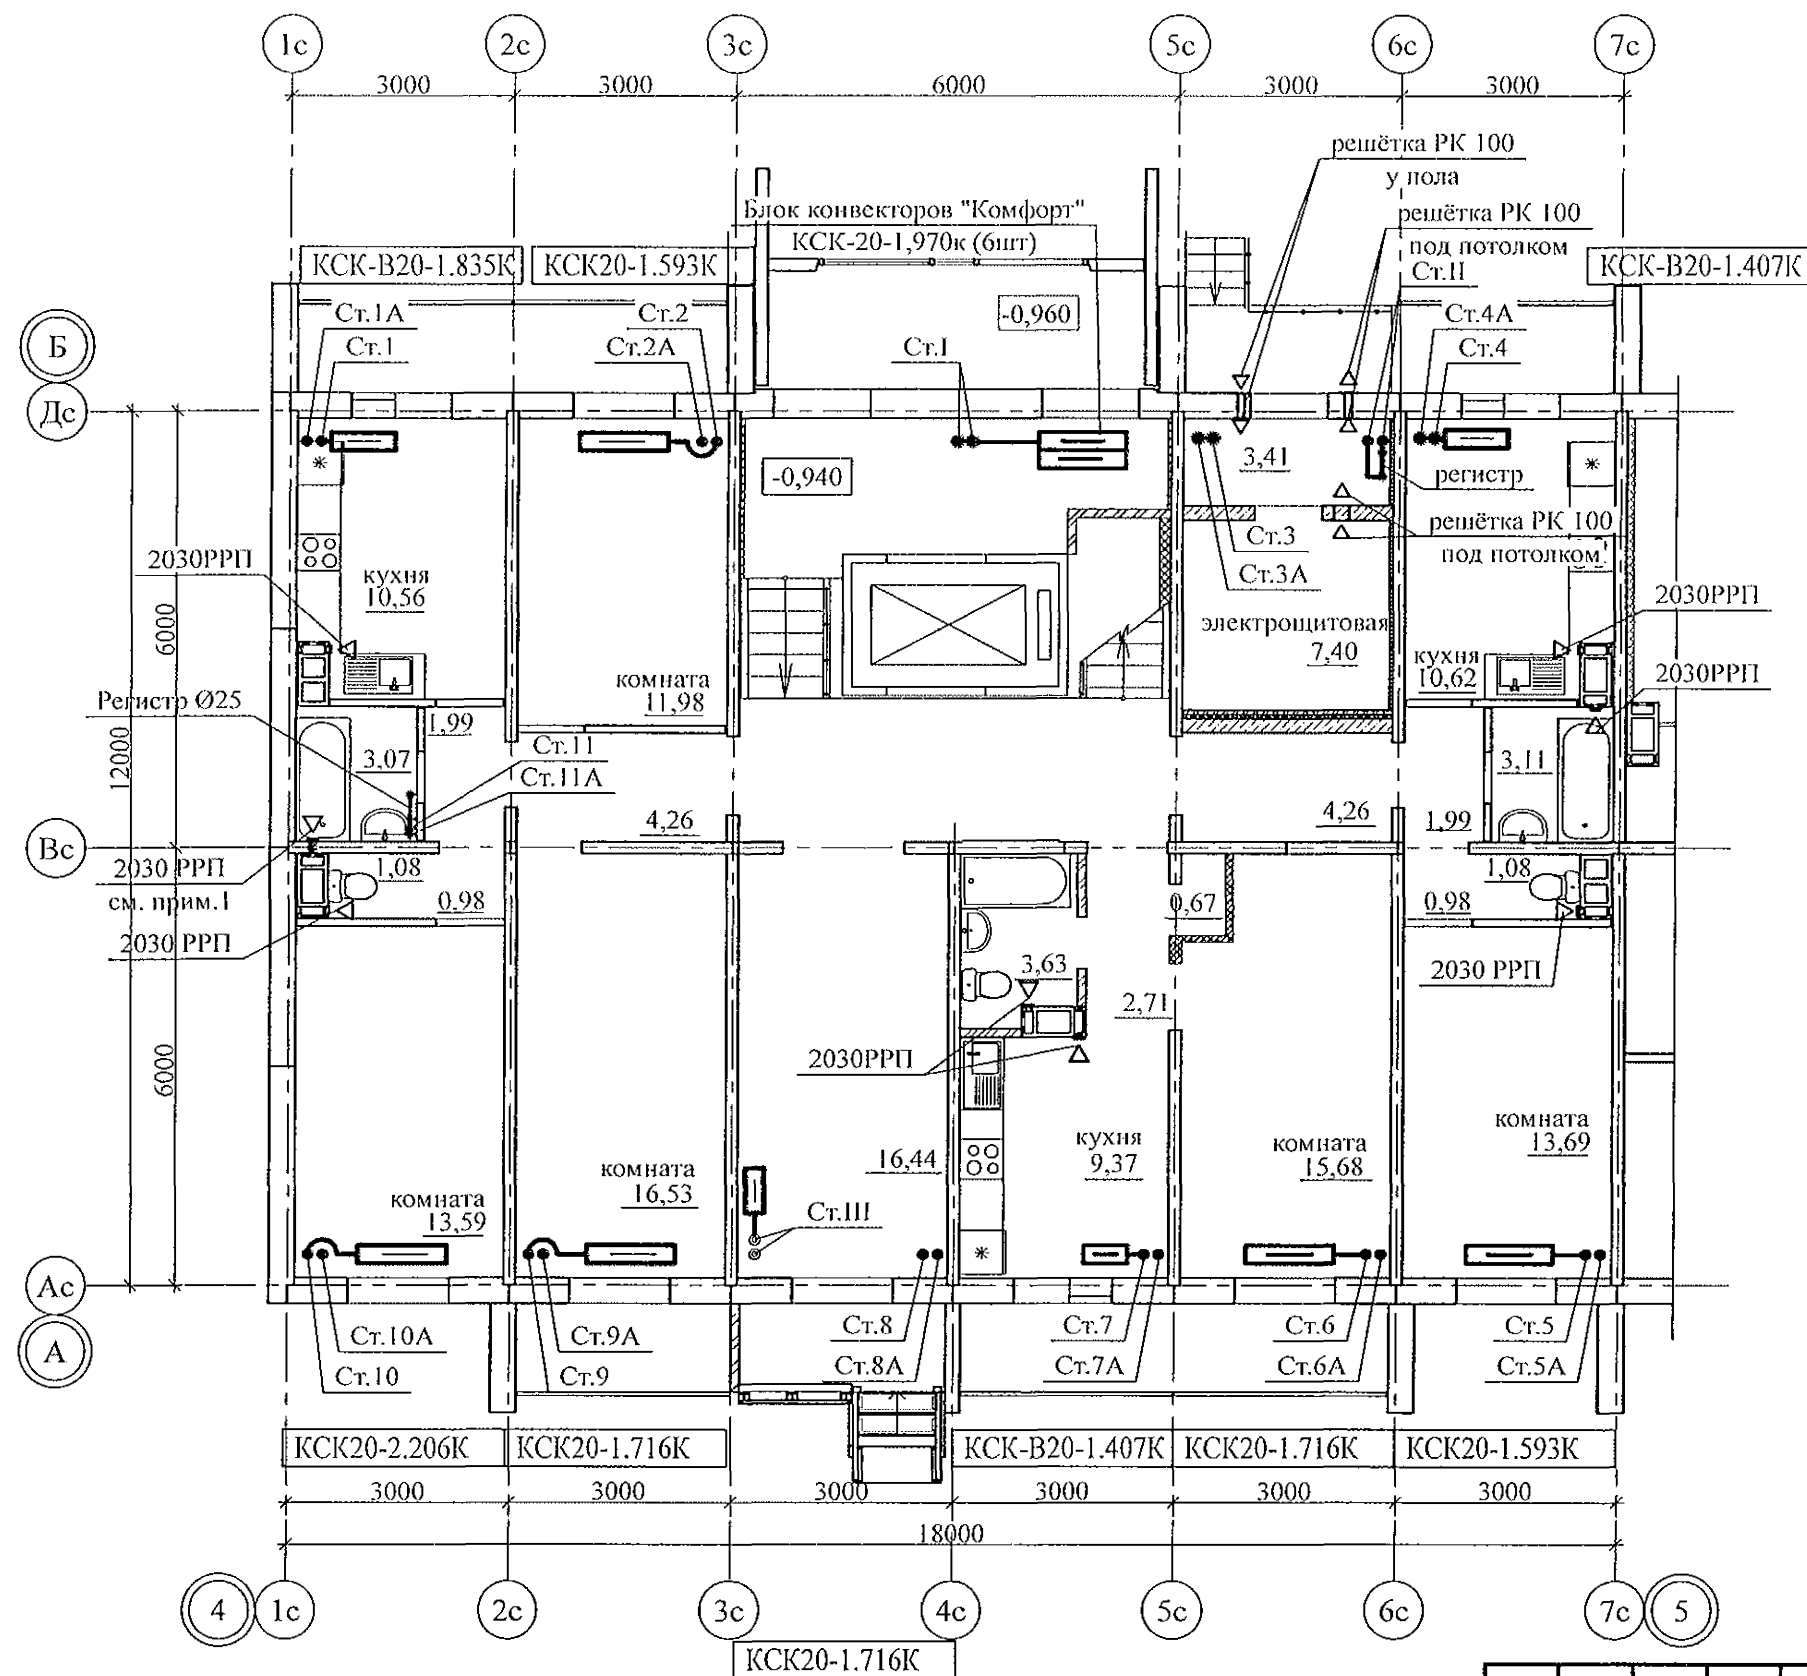 1с 2с 3с 5с 6с 7с
3000 3000 6000 3000 3000
решётка РК 100
у пола
Блок конвекторов "Комфорт"
КСК-20-1,970к (6шт)
решётка РК 100
под потолком
Ст.II
КСК-В20-1.835К
КСК20-1.593К
КСК-В20-1.407К
-0,960
Ст.1А
Ст.1
Ст.2
Ст.2А
Ст.I
Ст.4А
Ст.4
Б
Дс
-0,940
3,41
регистр
решётка РК 100
под потолком
Ст.3
Ст.3А
2030РРП
кухня
10,56
2030РРП
электрощитовая
7,40
кухня
10,62
комната
11,98
2030РРП
Регистр Ø25
1,99
3,07
Ст.11
Ст.11А
3,11
6000
12000
4,26
4,26
1,99
Вс
2030 РРП
см. прим.1
1,08
0,98
2030 РРП
0,67
1,08
0,98
2030 РРП
3,63
2,71
2030РРП
6000
комната
13,69
кухня
9,37
комната
15,68
16,44
комната
16,53
комната
13,59
Ст.III
Ас
А
Ст.10А
Ст.10
Ст.9А
Ст.9
Ст.8
Ст.8А
Ст.7
Ст.7А
Ст.6
Ст.6А
Ст.5
Ст.5А
КСК20-2.206К КСК20-1.716К КСК-В20-1.407К КСК20-1.716К КСК20-1.593К
3000 3000 3000 3000 3000 3000
18000
4 1с 2с 3с 4с 5с 6с 7с 5
КСК20-1.716К